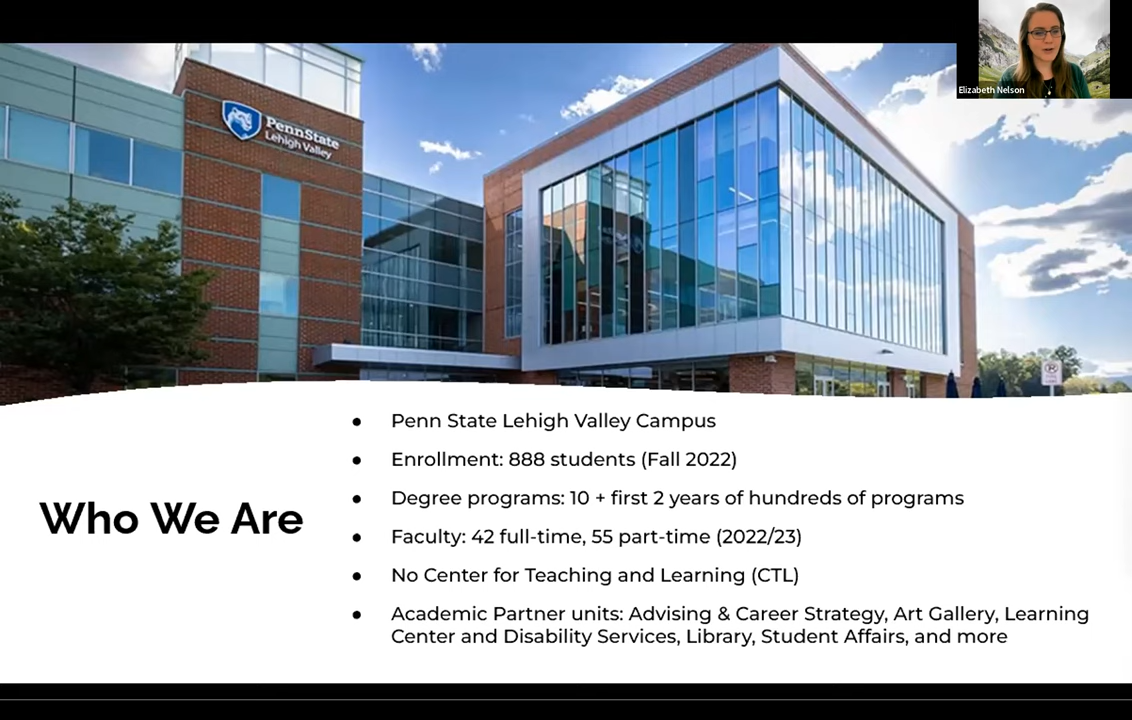 Elizabeth Nelson
PennState
Lehigh Valley
Who We Are
● Penn State Lehigh Valley Campus
● Enrollment: 888 students (Fall 2022)
● Degree programs: 10 + first 2 years of hundreds of programs
● Faculty: 42 full-time, 55 part-time (2022/23)
● No Center for Teaching and Learning (CTL)
● Academic Partner units: Advising & Career Strategy, Art Gallery, Learning
Center and Disability Services, Library, Student Affairs, and more